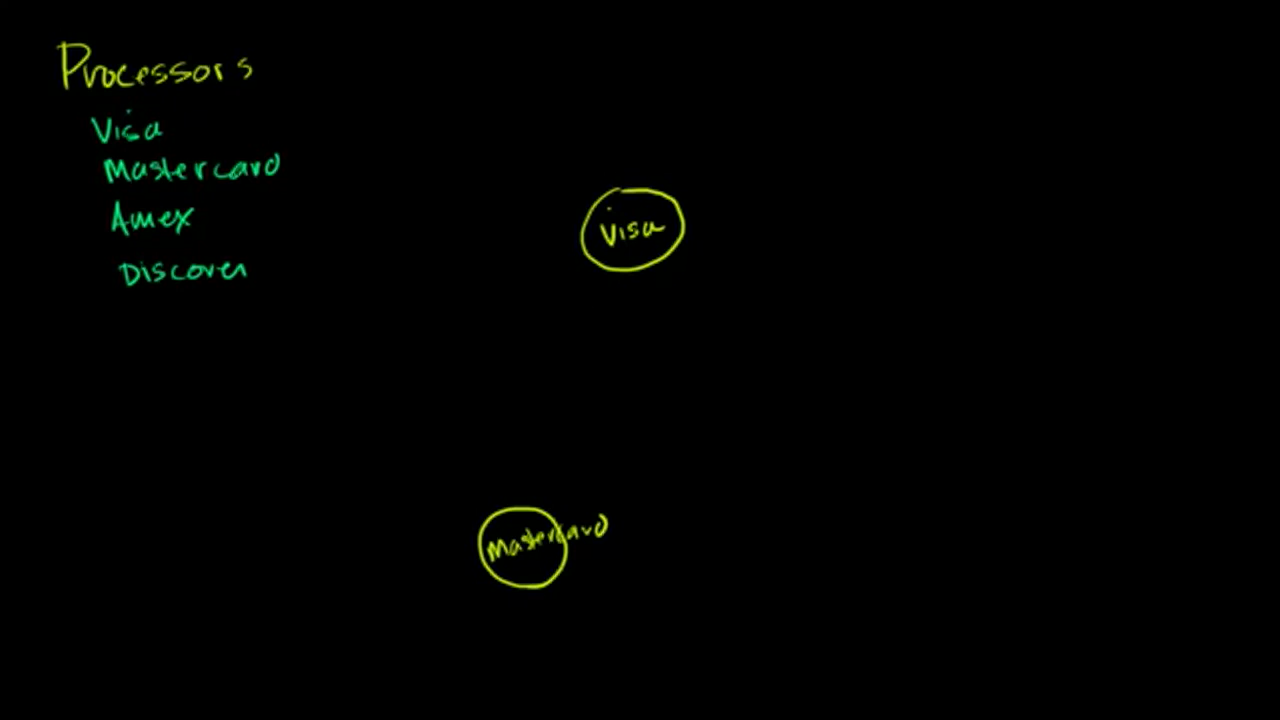 Processors
Visa
Mastercard
Amex
Discover
Visa
Mastercard